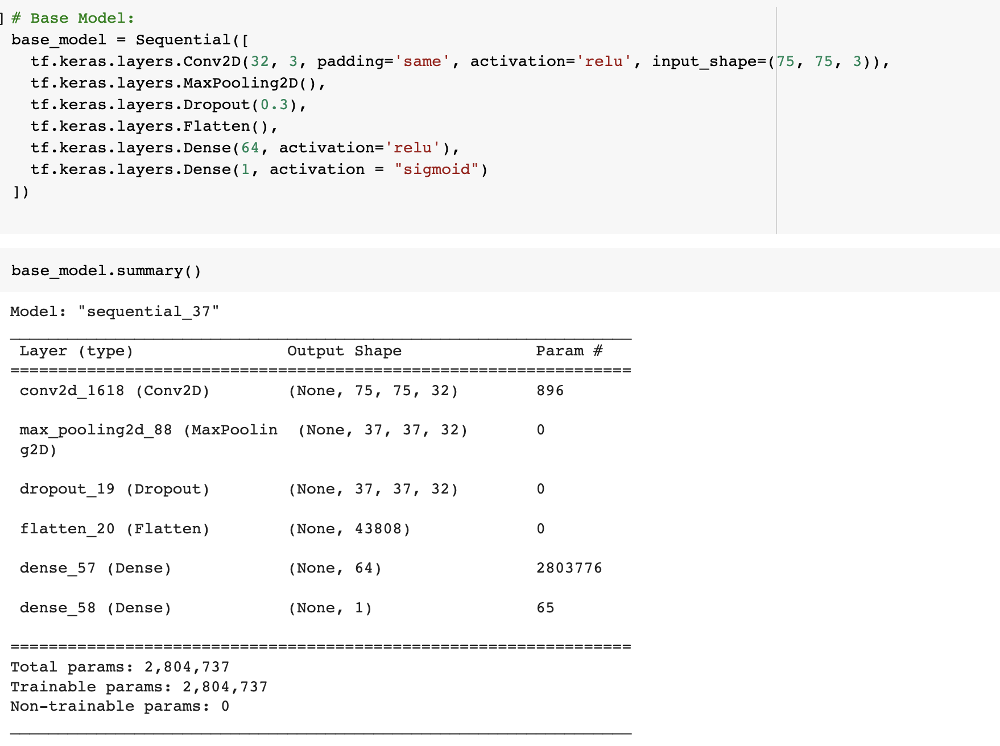 ] # Base Model:
base_model = Sequential([
  tf.keras.layers.Conv2D(32, 3, padding='same', activation='relu', input_shape=(75, 75, 3)),
  tf.keras.layers.MaxPooling2D(),
  tf.keras.layers.Dropout(0.3),
  tf.keras.layers.Flatten(),
  tf.keras.layers.Dense(64, activation='relu'),
  tf.keras.layers.Dense(1, activation = "sigmoid")
])
base_model.summary()
Model: "sequential_37"
_________________________________________________________________
 Layer (type)                Output Shape              Param #
=================================================================
 conv2d_1618 (Conv2D)        (None, 75, 75, 32)        896
 max_pooling2d_88 (MaxPoolin  (None, 37, 37, 32)       0
 g2D)
 dropout_19 (Dropout)        (None, 37, 37, 32)        0
 flatten_20 (Flatten)        (None, 43808)             0
 dense_57 (Dense)            (None, 64)                2803776
 dense_58 (Dense)            (None, 1)                 65
=================================================================
Total params: 2,804,737
Trainable params: 2,804,737
Non-trainable params: 0
_________________________________________________________________